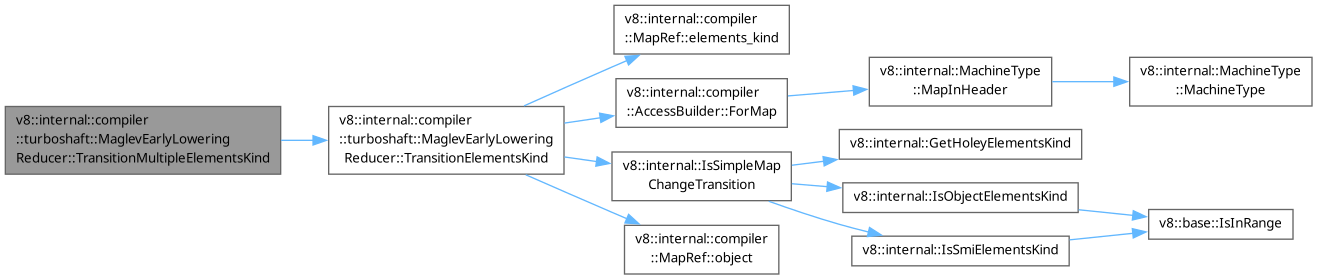 v8::internal::compiler
::turboshaft::MaglevEarlyLowering
Reducer::TransitionMultipleElementsKind
v8::internal::compiler
::turboshaft::MaglevEarlyLowering
Reducer::TransitionElementsKind
v8::internal::compiler
::MapRef::elements_kind
v8::internal::compiler
::AccessBuilder::ForMap
v8::internal::IsSimpleMap
ChangeTransition
v8::internal::compiler
::MapRef::object
v8::internal::MachineType
::MapInHeader
v8::internal::GetHoleyElementsKind
v8::internal::IsObjectElementsKind
v8::internal::IsSmiElementsKind
v8::internal::MachineType
::MachineType
v8::base::IsInRange